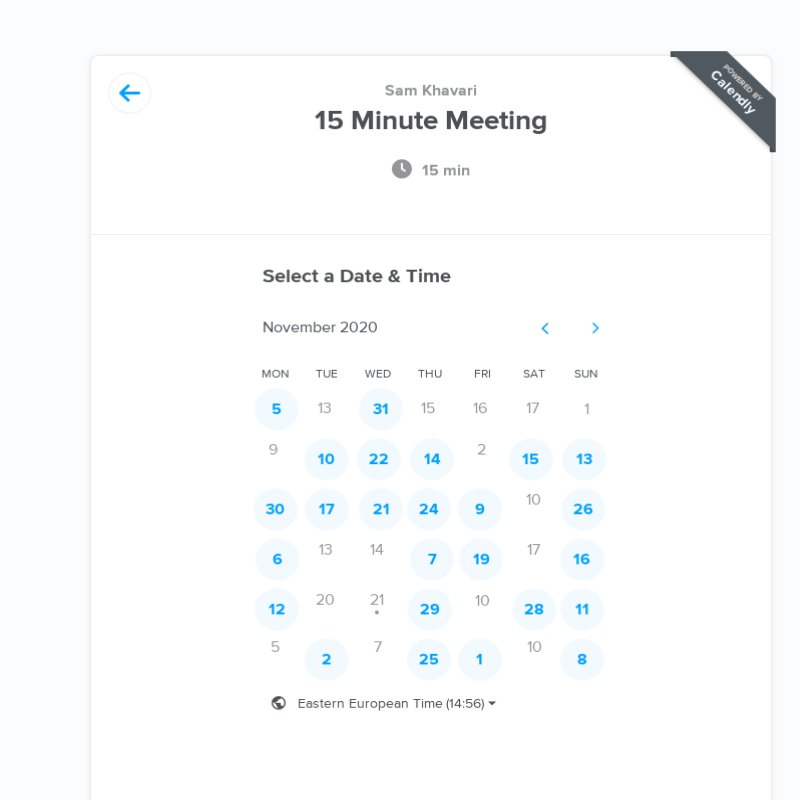 POWERED BY
Calendly
Sam Khavari
15 Minute Meeting
15 min
Select a Date & Time
November 2020
MON TUE WED THU FRI SAT SUN
5 13 31 15 16 17 1
9 10 22 14 2 15 13
30 17 21 24 9 10 26
6 13 14 7 19 17 16
12 20 21 29 10 28 11
5 2 7 25 1 10 8
Eastern European Time (14:56)